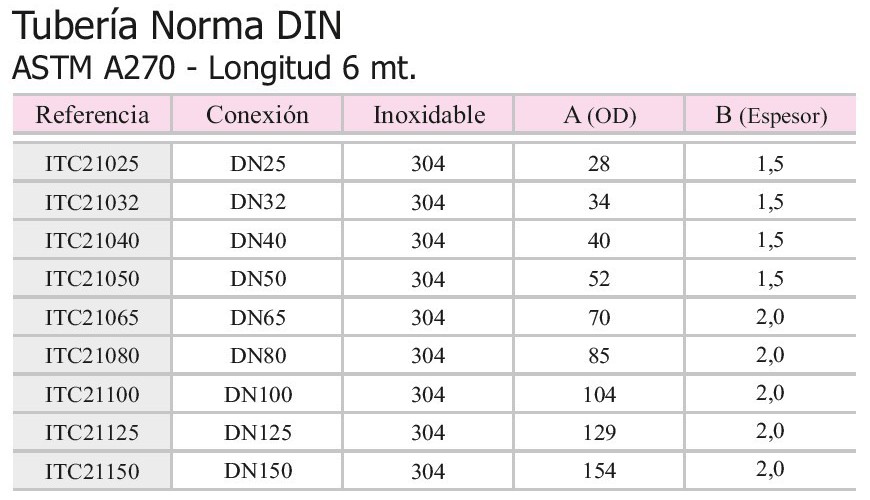 Tubería Norma DIN
ASTM A270 - Longitud 6 mt.
Referencia Conexión Inoxidable A (OD) B (Espesor)
ITC21025 DN25 304 28 1,5
ITC21032 DN32 304 34 1,5
ITC21040 DN40 304 40 1,5
ITC21050 DN50 304 52 1,5
ITC21065 DN65 304 70 2,0
ITC21080 DN80 304 85 2,0
ITC21100 DN100 304 104 2,0
ITC21125 DN125 304 129 2,0
ITC21150 DN150 304 154 2,0